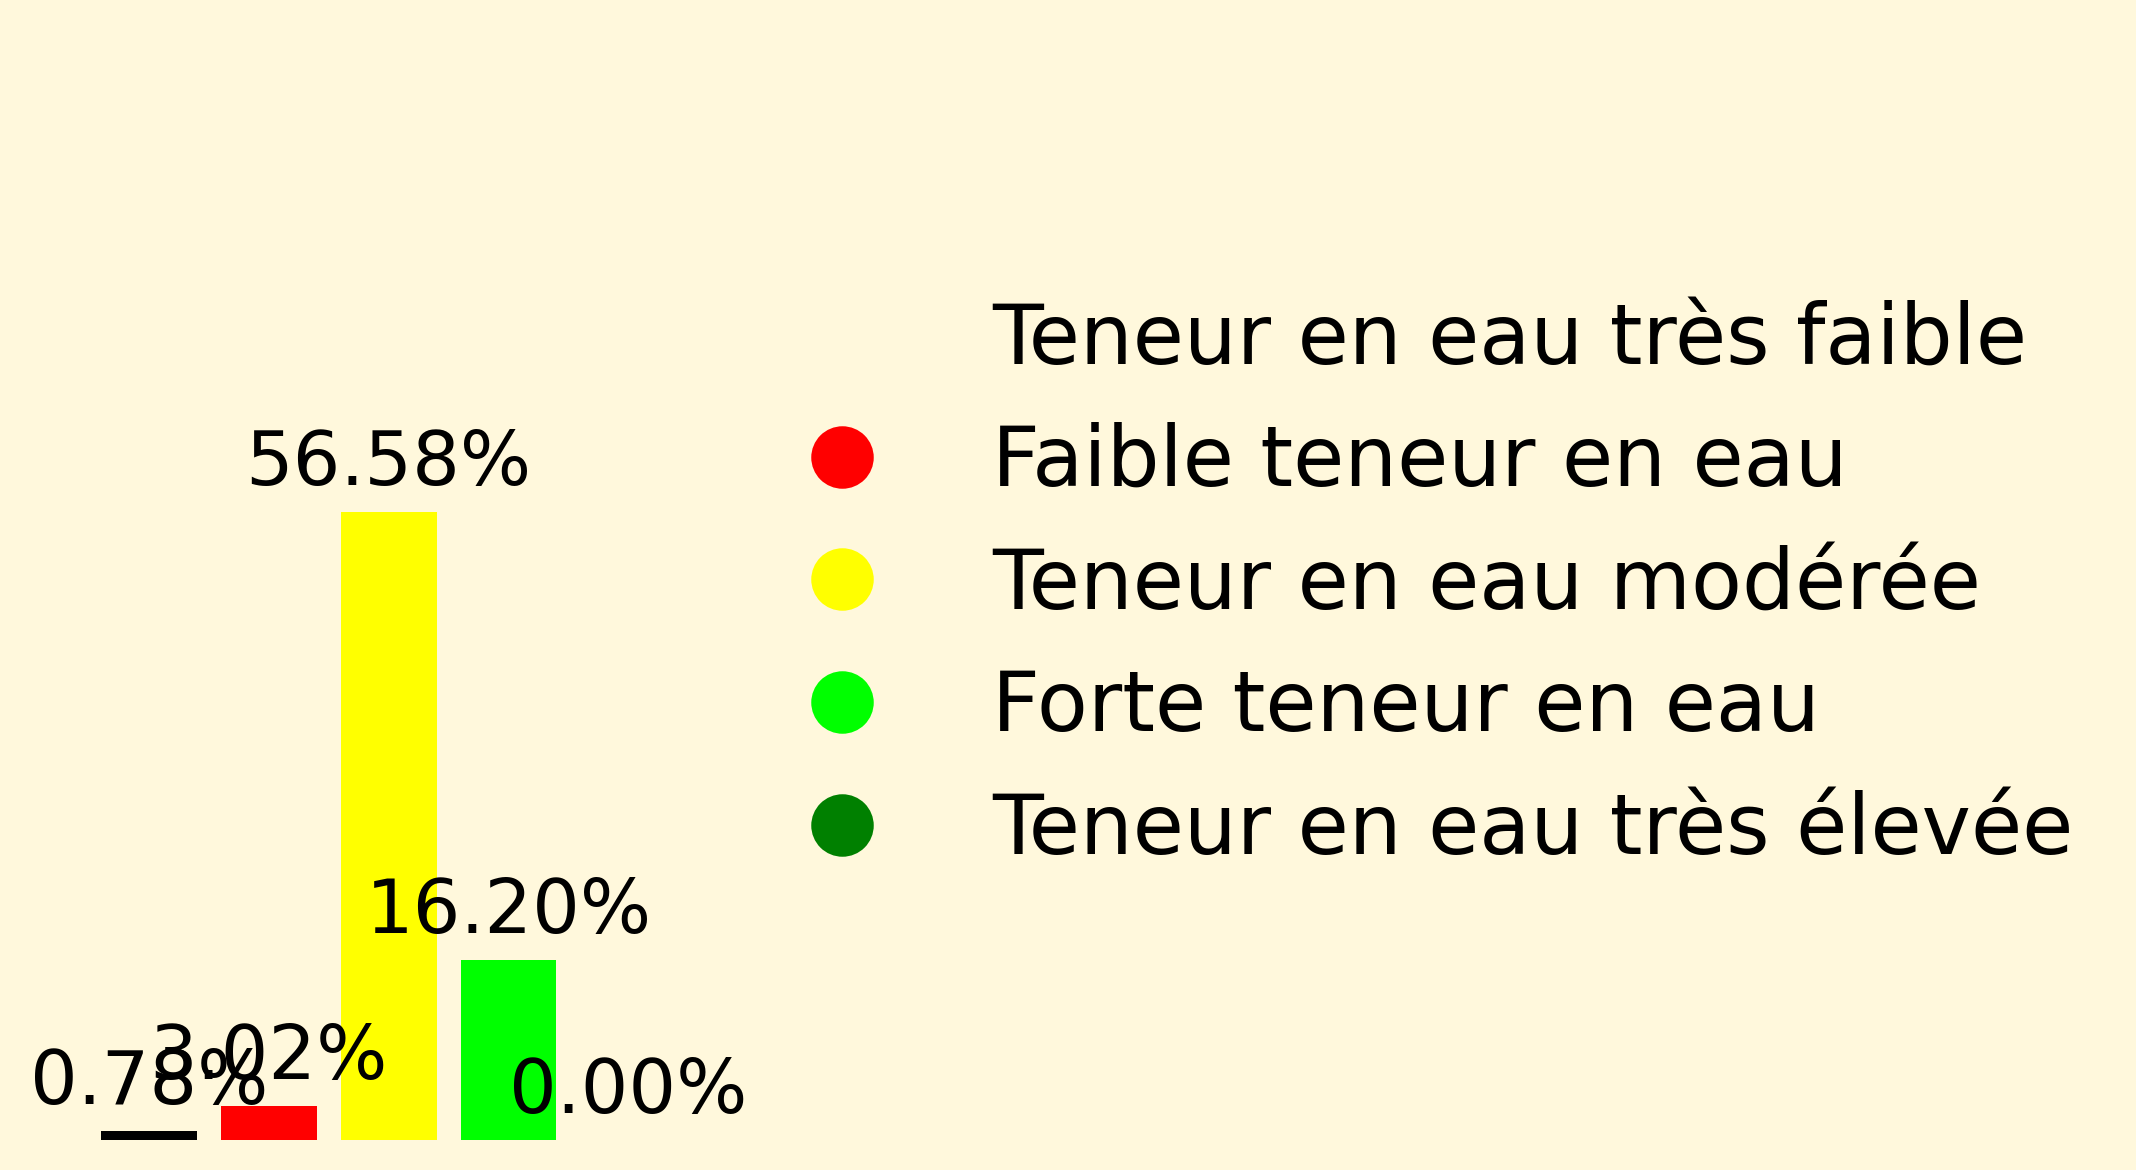 Teneur en eau très faible
56.58%
Faible teneur en eau
Teneur en eau modérée
Forte teneur en eau
Teneur en eau très élevée
16.20%
3.02%
0.78%
0.00%